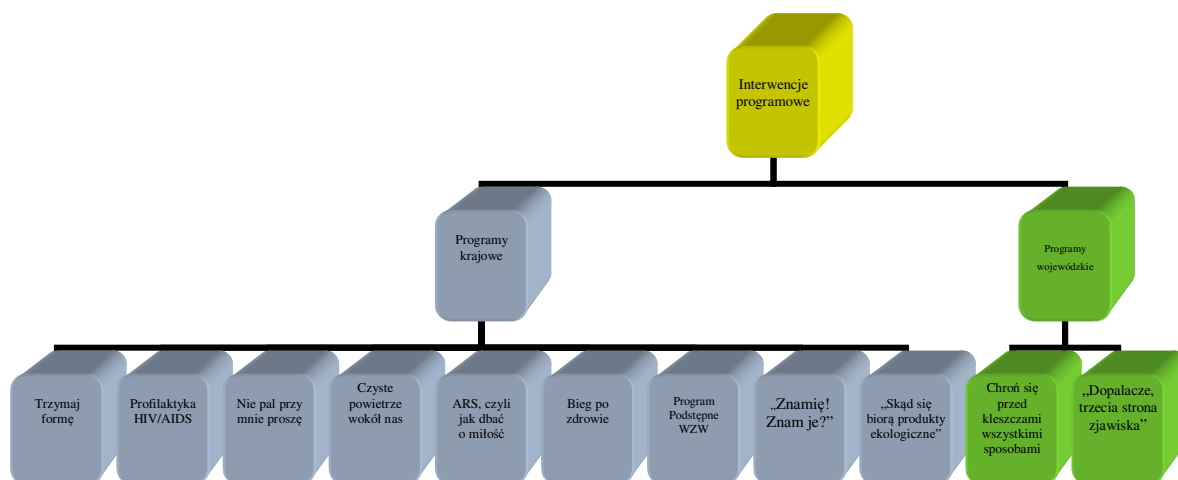 Interwencje
programowe
Programy
krajowe
Programy
wojewódzkie
Trzymaj
formę
Profilaktyka
HIV/AIDS
Nie pal przy
mnie proszę
Czyste
powietrze
wokół nas
ARS, czyli
jak dbać
o miłość
Bieg po
zdrowie
Program
Podstępne
WZW
„Znamię!
Znam je?”
„Skąd się
biorą produkty
ekologiczne”
Chroń się
przed
kleszczami
wszystkimi
sposobami
„Dopalacze,
trzecia strona
zjawiska”